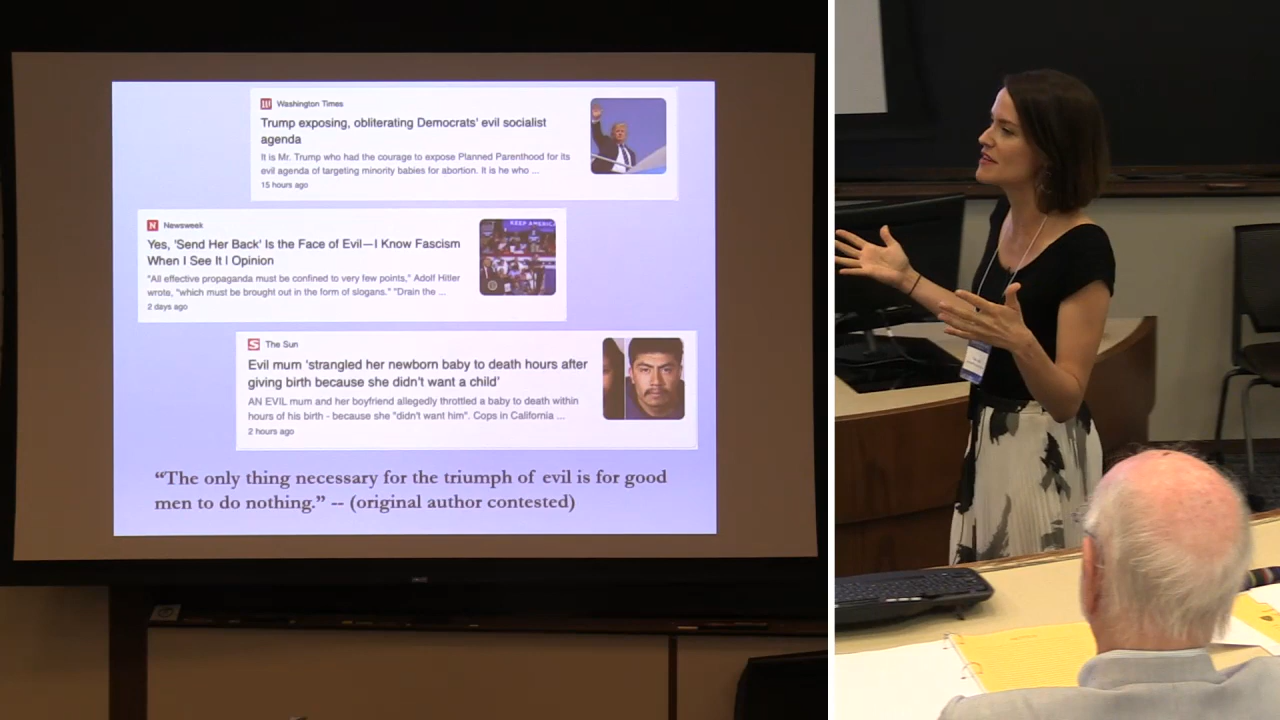 Washington Times
Trump exposing, obliterating Democrats' evil socialist
agenda
It is Mr. Trump who had the courage to expose Planned Parenthood for its
evil agenda of targeting minority babies for abortion. It is he who ...
15 hours ago
N Newsweek
Yes, 'Send Her Back' Is the Face of Evil—I Know Fascism
When I See It | Opinion
"All effective propaganda must be confined to very few points," Adolf Hitler
wrote, "which must be brought out in the form of slogans." "Drain the ...
2 days ago
KEEP AMERICA
S The Sun
Evil mum 'strangled her newborn baby to death hours after
giving birth because she didn't want a child'
AN EVIL mum and her boyfriend allegedly throttled a baby to death within
hours of his birth - because she "didn't want him". Cops in California ...
2 hours ago
“The only thing necessary for the triumph of evil is for good
men to do nothing.” -- (original author contested)